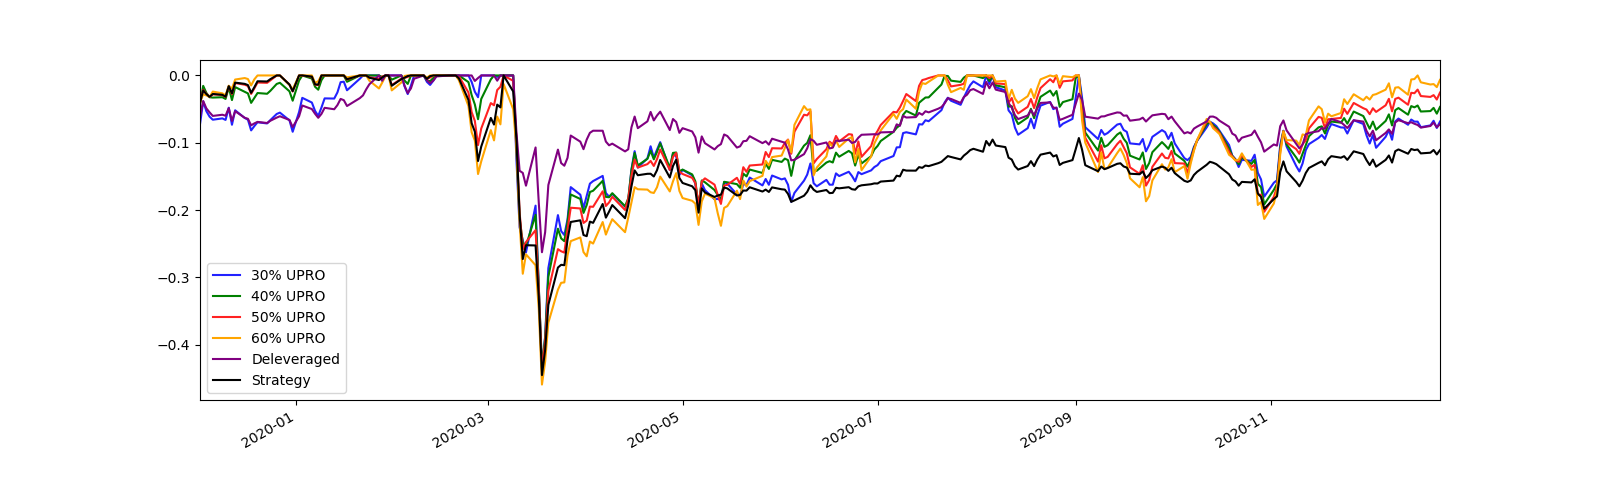 0.0
−0.1
−0.2
−0.3
−0.4
30% UPRO
40% UPRO
50% UPRO
60% UPRO
Deleveraged
Strategy
2020-01
2020-03
2020-05
2020-07
2020-09
2020-11